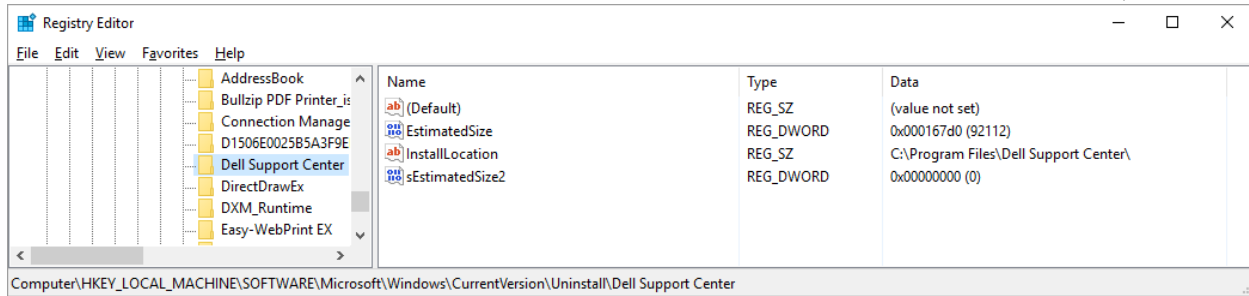 Registry Editor
File Edit View Favorites Help
AddressBook
Bullzip PDF Printer_is
Connection Manage
D1506E0025B5A3F9E
Dell Support Center
DirectDrawEx
DXM_Runtime
Easy-WebPrint EX
Name Type Data
(Default) REG_SZ (value not set)
EstimatedSize REG_DWORD 0x000167d0 (92112)
InstallLocation REG_SZ C:\Program Files\Dell Support Center\
sEstimatedSize2 REG_DWORD 0x00000000 (0)
Computer\HKEY_LOCAL_MACHINE\SOFTWARE\Microsoft\Windows\CurrentVersion\Uninstall\Dell Support Center